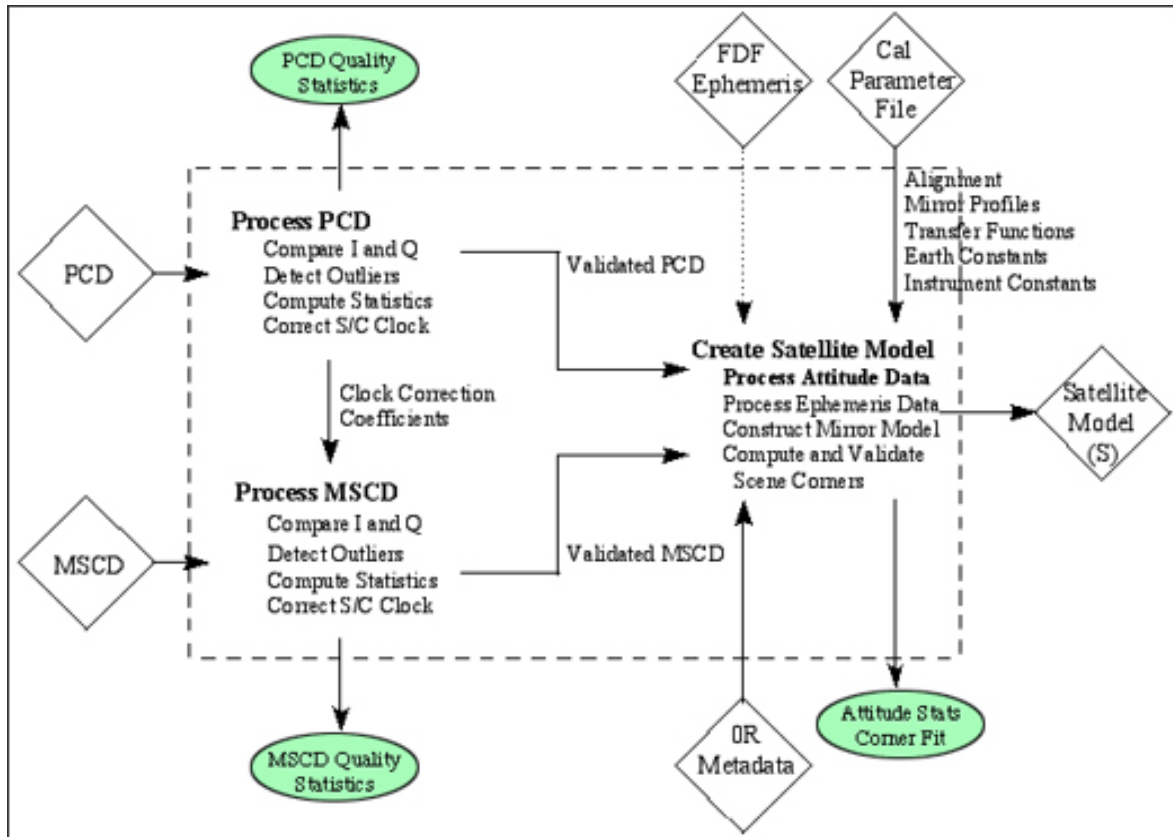 PCD Quality
Statistics
FDF
Ephemeris
Cal
Parameter
File
Alignment
Mirror Profiles
Transfer Functions
Earth Constants
Instrument Constants
PCD
Process PCD
Compare I and Q
Detect Outliers
Compute Statistics
Correct S/C Clock
Validated PCD
Clock Correction
Coefficients
Create Satellite Model
Process Attitude Data
Process Ephemeris Data
Construct Mirror Model
Compute and Validate
Scene Corners
Satellite
Model
(S)
MSCD
Process MSCD
Compare I and Q
Detect Outliers
Compute Statistics
Correct S/C Clock
Validated MSCD
MSCD Quality
Statistics
0R
Metadata
Attitude Stats
Corner Fit